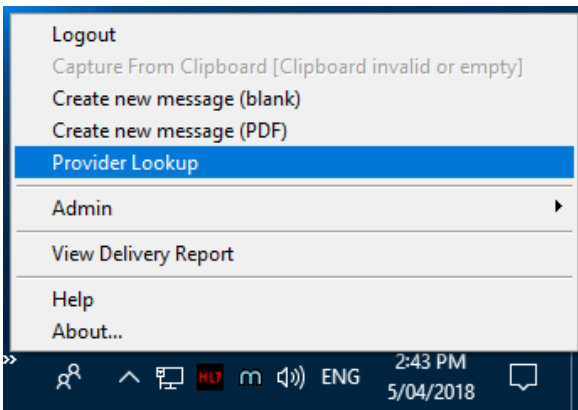 Logout
Capture From Clipboard [Clipboard invalid or empty]
Create new message (blank)
Create new message (PDF)
Provider Lookup
Admin
View Delivery Report
Help
About...
HLT m ENG 2:43 PM
5/04/2018